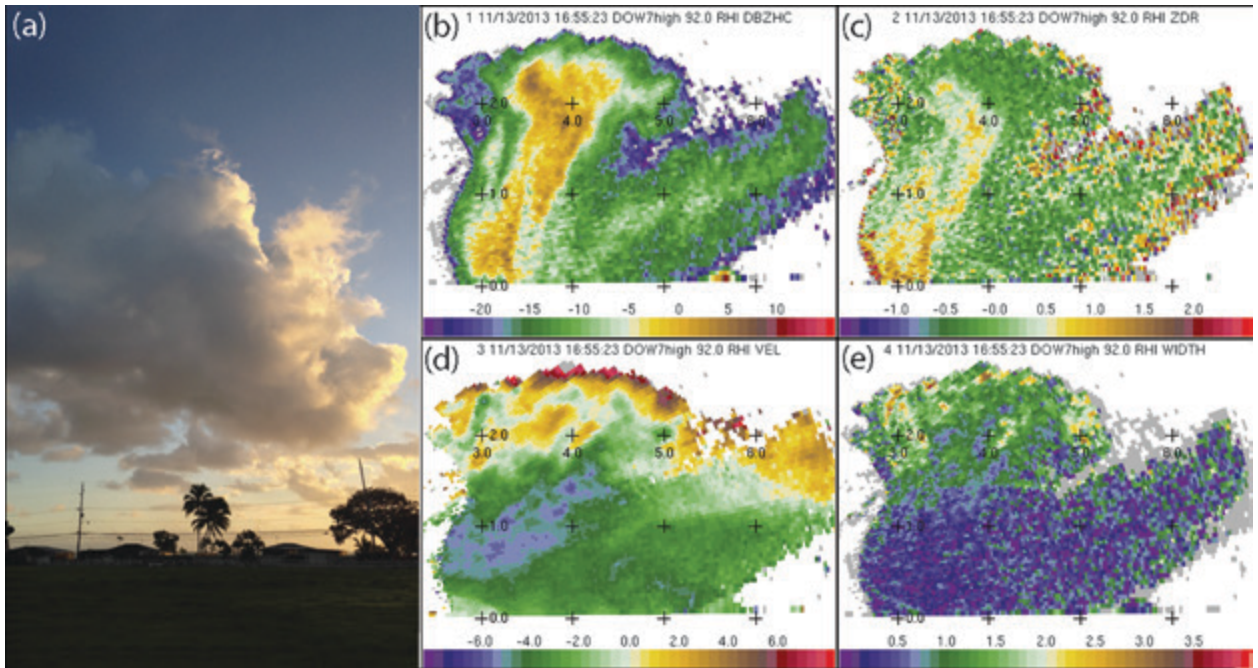 (a)
(b)
1 11/13/2013 16:55:23 DOW7high 92.0 RHI DBZHC
2.0
3.0 4.0 5.0
1.0
0.0
-20 -15 -10 -5 0 5 10
(c)
2 11/13/2013 16:55:23 DOW7high 92.0 RHI ZDR
2.0
3.0 4.0 5.0
1.0
0.0
-1.0 -0.5 -0.0 0.5 1.0 1.5 2.0
(d)
3 11/13/2013 16:55:23 DOW7high 92.0 RHI VEL
2.0
3.0 4.0 5.0
1.0
0.0
-6.0 -4.0 -2.0 0.0 2.0 4.0 6.0
(e)
4 11/13/2013 16:55:23 DOW7high 92.0 RHI WIDTH
2.0
3.0 4.0 5.0
0.0
0.5 1.0 1.5 2.0 2.5 3.0 3.5